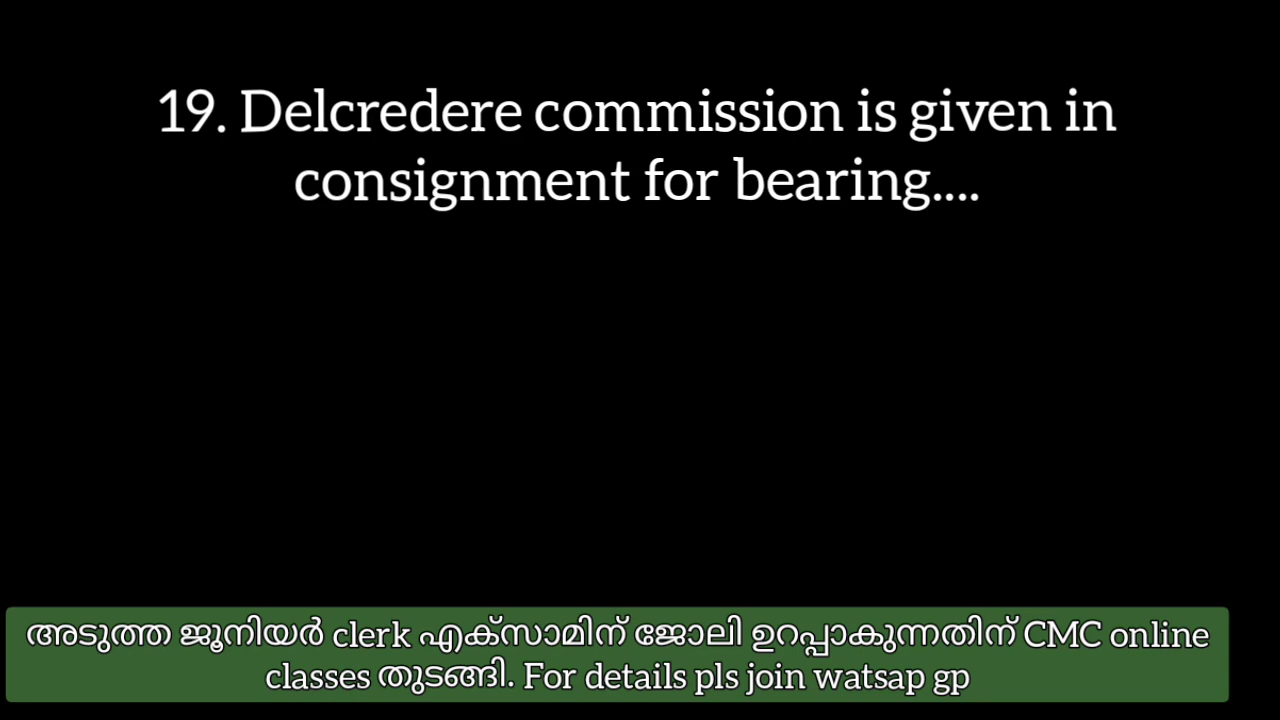 19. Delcredere commission is given in
consignment for bearing....
അടുത്ത ജൂനിയർ clerk എക്സാമിന് ജോലി ഉറപ്പാകുന്നതിന് CMC online
classes തുടങ്ങി. For details pls join watsap gp